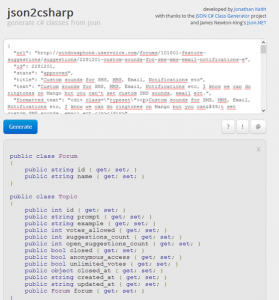 json2csharp
generate c# classes from json
developed by Jonathan Keith
with thanks to the JSON C# Class Generator project
and James Newton-King's Json.NET
{
"url": "http://windowsphone.uservoice.com/forums/101801-feature-
suggestions/suggestions/2281201-custom-sounds-for-sms-mms-email-notifications-e",
"id": 2281201,
"state": "approved",
"title": "Custom sounds for SMS, MMS, Email, Notifications etc",
"text": "Custom sounds for SMS, MMS, Email, Notifications etc, I know we can do
ringtones on Mango but you can't set custom SMS sounds, email ect.",
"formatted_text": "<div class=\"typeset\"><p>Custom sounds for SMS, MMS, Email,
Notifications etc, I know we can do ringtones on Mango but you can&#39;t set
custom SMS sounds, email ect.</p></div>"
Generate
?
!
@
X
public class Forum
{
public string id { get; set; }
public string name { get; set; }
}
public class Topic
{
public int id { get; set; }
public string prompt { get; set; }
public string example { get; set; }
public int votes_allowed { get; set; }
public int suggestions_count { get; set; }
public int open_suggestions_count { get; set; }
public bool closed { get; set; }
public bool anonymous_access { get; set; }
public bool unlimited_votes { get; set; }
public object closed_at { get; set; }
public string created_at { get; set; }
public string updated_at { get; set; }
public Forum forum { get; set; }
}